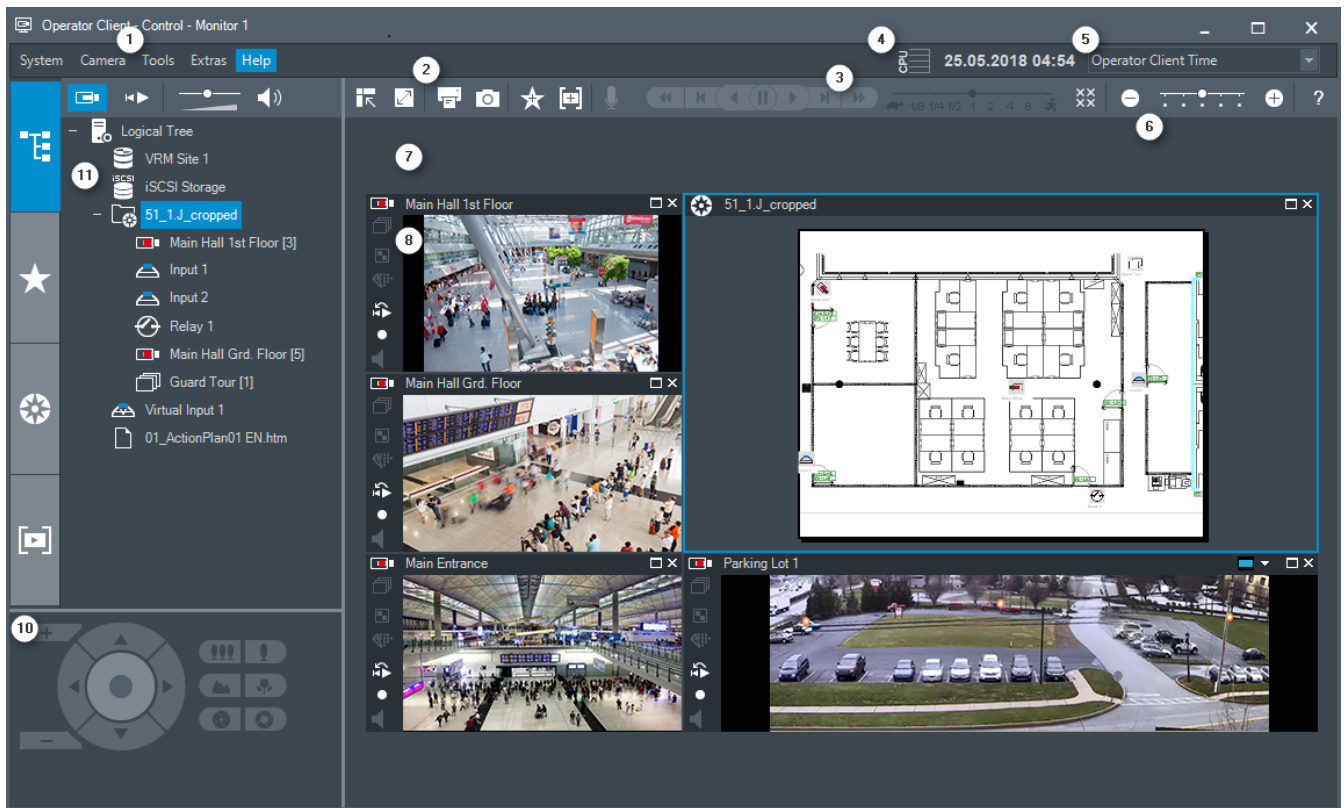 Operator Client - Control - Monitor 1
1
System Camera Tools Extras Help
2
4
CPU
25.05.2018 04:54
5
Operator Client Time
3
1/8 1/4 1/2 1 2 4 8
6
?
Logical Tree
11
VRM Site 1
iSCSI
iSCSI Storage
51_1.J_cropped
Main Hall 1st Floor [3]
Input 1
Input 2
Relay 1
Main Hall Grd. Floor [5]
Guard Tour [1]
Virtual Input 1
01_ActionPlan01 EN.htm
10
7
Main Hall 1st Floor
8
51_1.J_cropped
Relay 1
Main Hall Grd. Floor
Main Entrance
Parking Lot 1